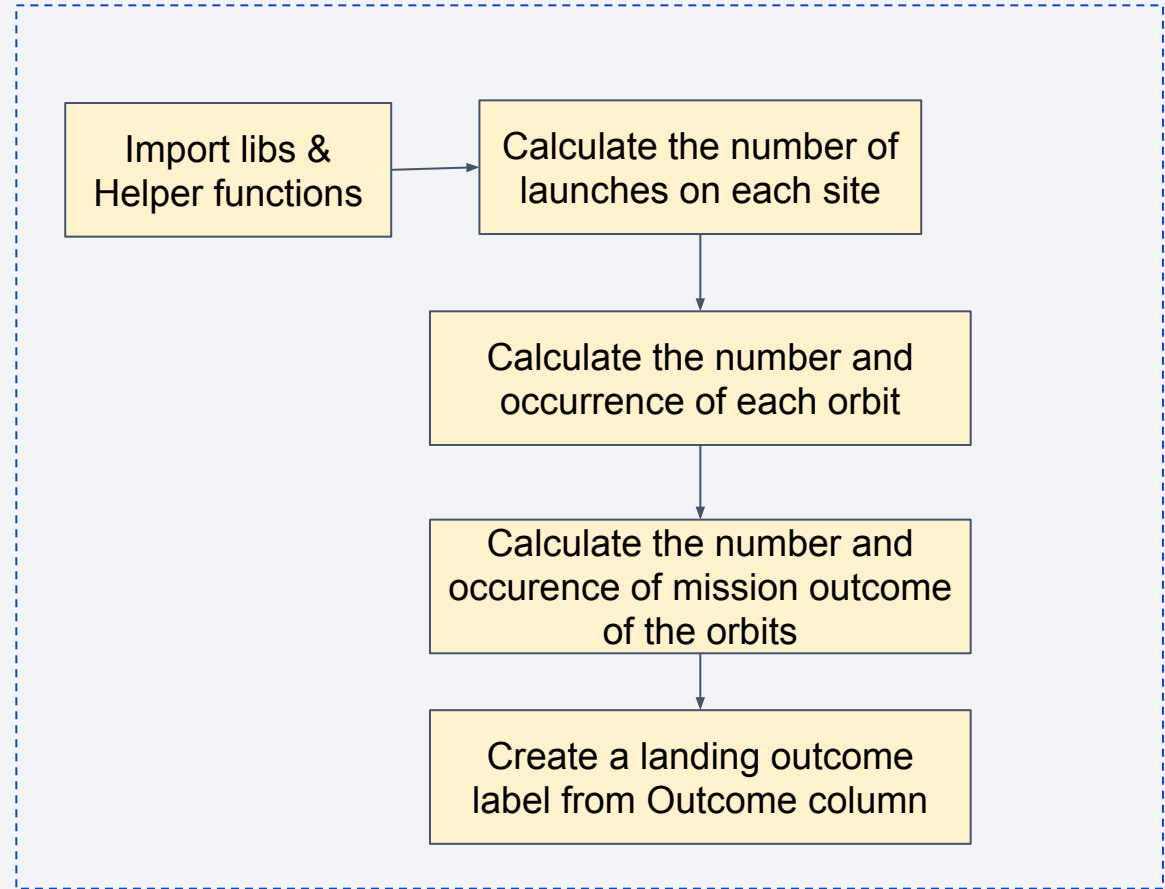 Import libs &
Helper functions
Calculate the number of
launches on each site
Calculate the number and
occurrence of each orbit
Calculate the number and
occurence of mission outcome
of the orbits
Create a landing outcome
label from Outcome column